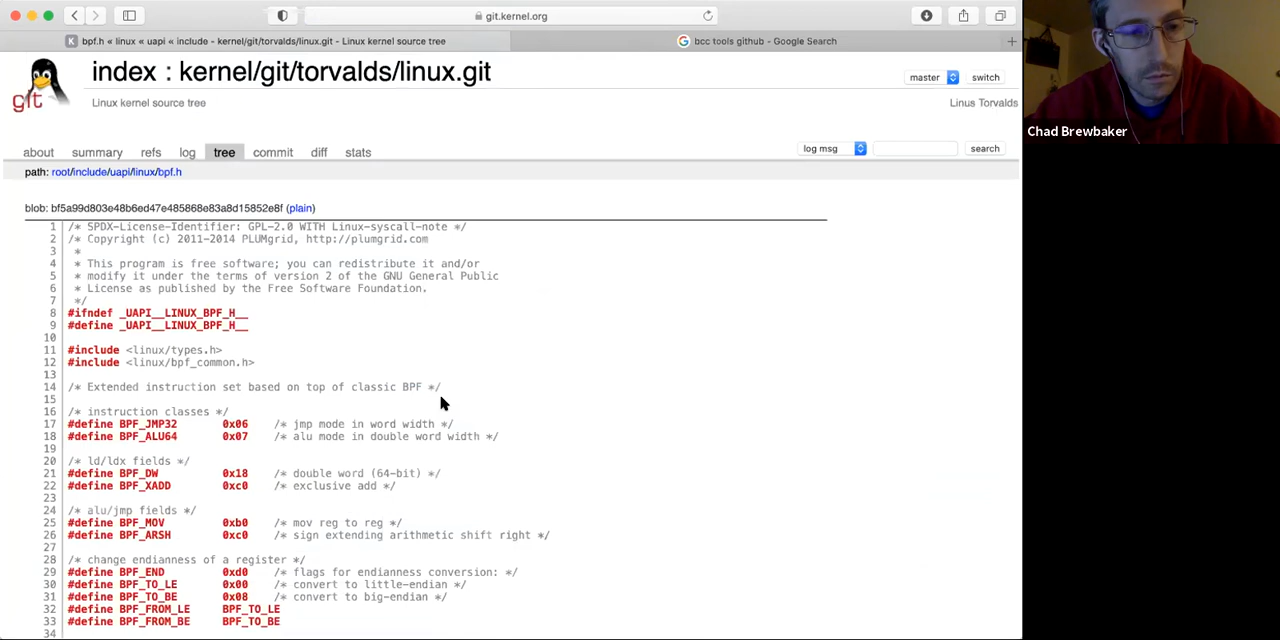 git.kernel.org
bpf.h « linux « uapi « include - kernel/git/torvalds/linux.git - Linux kernel source tree
bcc tools github - Google Search
git
index : kernel/git/torvalds/linux.git
master switch
Linux kernel source tree
Linus Torvalds
about summary refs log tree commit diff stats
log msg search
path: root/include/uapi/linux/bpf.h
blob: bf5a99d803e48b6ed47e485868e83a8d15852e8f (plain)
1 /* SPDX-License-Identifier: GPL-2.0 WITH Linux-syscall-note */
2 /* Copyright (c) 2011-2014 PLUMgrid, http://plumgrid.com
3 *
4 * This program is free software; you can redistribute it and/or
5 * modify it under the terms of version 2 of the GNU General Public
6 * License as published by the Free Software Foundation.
7 */
8 #ifndef _UAPI__LINUX_BPF_H__
9 #define _UAPI__LINUX_BPF_H__
10
11 #include <linux/types.h>
12 #include <linux/bpf_common.h>
13
14 /* Extended instruction set based on top of classic BPF */
15
16 /* instruction classes */
17 #define BPF_JMP32 0x06 /* jmp mode in word width */
18 #define BPF_ALU64 0x07 /* alu mode in double word width */
19
20 /* ld/ldx fields */
21 #define BPF_DW 0x18 /* double word (64-bit) */
22 #define BPF_XADD 0xc0 /* exclusive add */
23
24 /* alu/jmp fields */
25 #define BPF_MOV 0xb0 /* mov reg to reg */
26 #define BPF_ARSH 0xc0 /* sign extending arithmetic shift right */
27
28 /* change endianness of a register */
29 #define BPF_END 0xd0 /* flags for endianness conversion: */
30 #define BPF_TO_LE 0x00 /* convert to little-endian */
31 #define BPF_TO_BE 0x08 /* convert to big-endian */
32 #define BPF_FROM_LE BPF_TO_LE
33 #define BPF_FROM_BE BPF_TO_BE
34
Chad Brewbaker